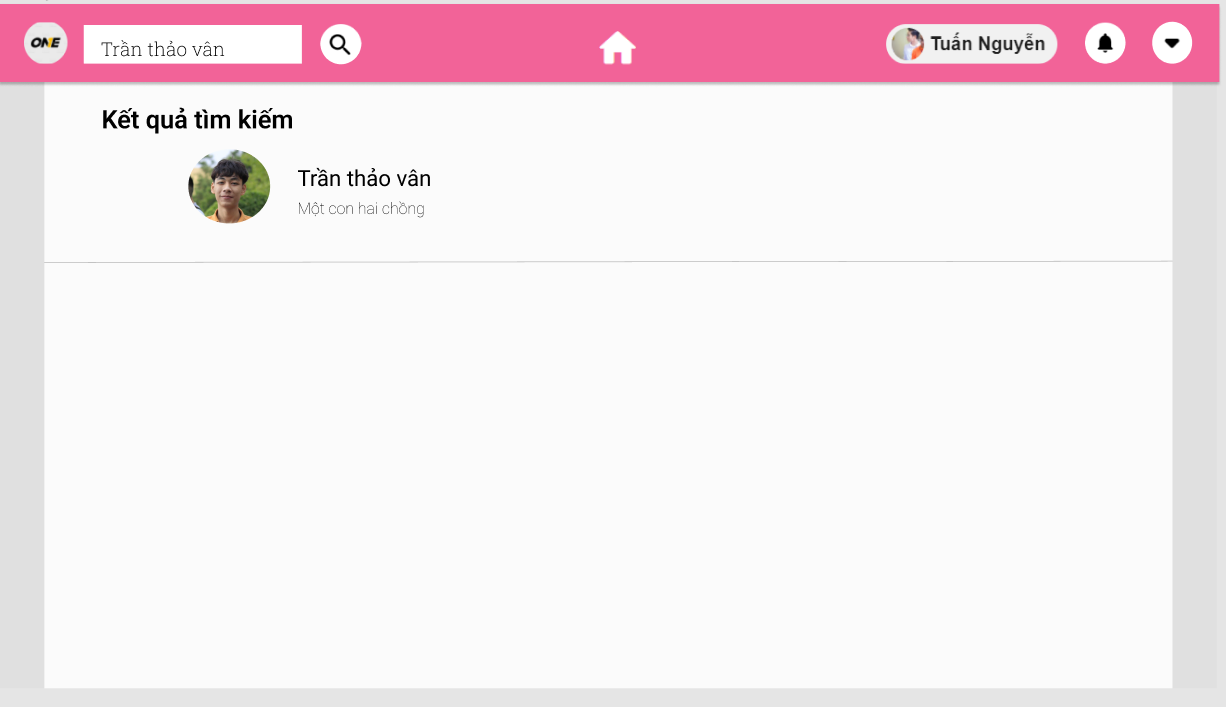 ONE
Trần thảo vân
Tuấn Nguyễn
Kết quả tìm kiếm
Trần thảo vân
Một con hai chồng